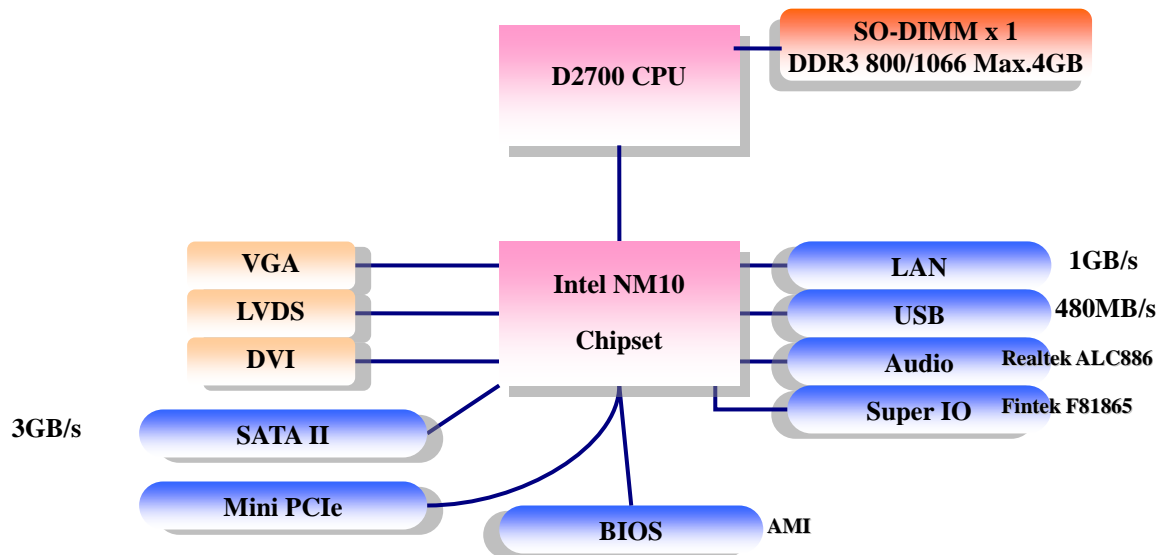 SO-DIMM x 1
DDR3 800/1066 Max.4GB
D2700 CPU
VGA
LVDS
DVI
Intel NM10
Chipset
LAN
1GB/s
USB
480MB/s
Audio
Realtek ALC886
Super IO
Fintek F81865
3GB/s
SATA II
Mini PCIe
BIOS
AMI